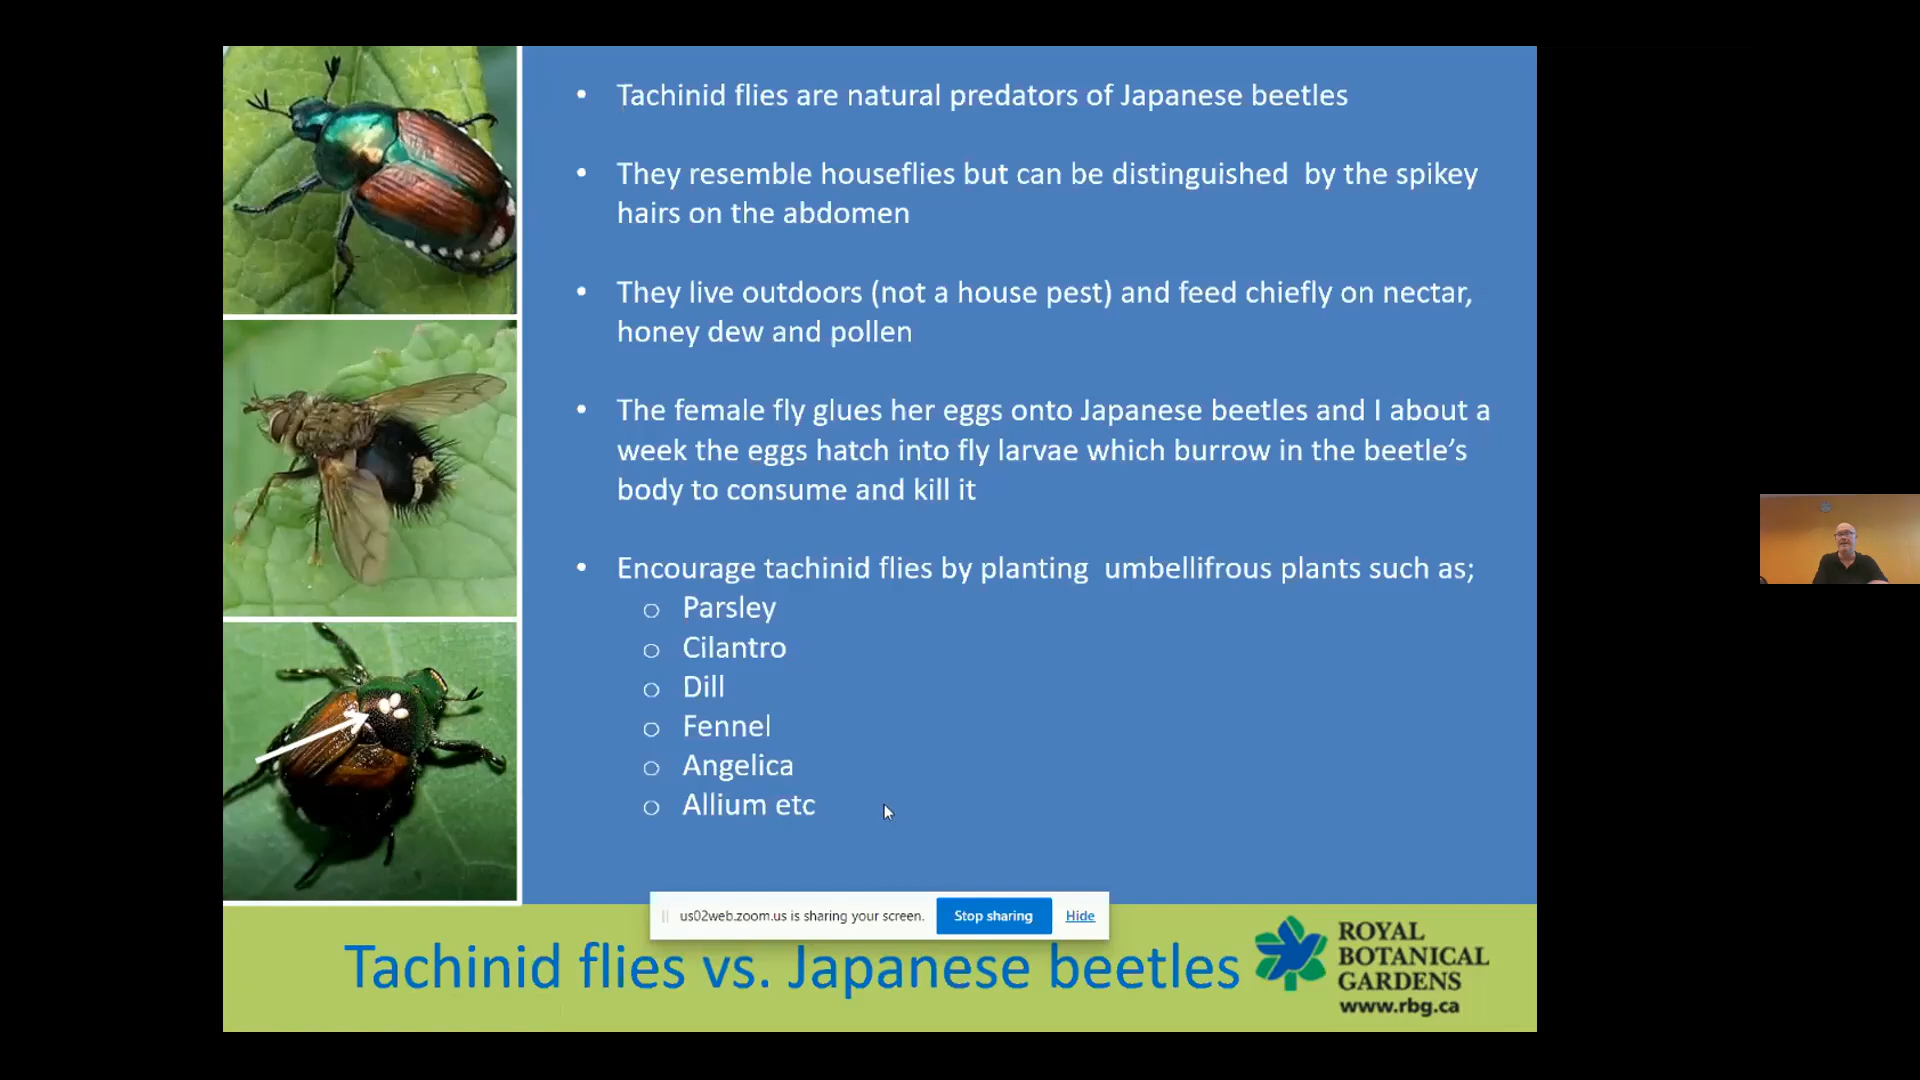 • Tachinid flies are natural predators of Japanese beetles
• They resemble houseflies but can be distinguished by the spikey
hairs on the abdomen
• They live outdoors (not a house pest) and feed chiefly on nectar,
honey dew and pollen
• The female fly glues her eggs onto Japanese beetles and I about a
week the eggs hatch into fly larvae which burrow in the beetle's
body to consume and kill it
• Encourage tachinid flies by planting umbellifrous plants such as;
o Parsley
o Cilantro
o Dill
o Fennel
o Angelica
o Allium etc
us02web.zoom.us is sharing your screen. Stop sharing Hide
Tachinid flies vs. Japanese beetles
ROYAL
BOTANICAL
GARDENS
www.rbg.ca